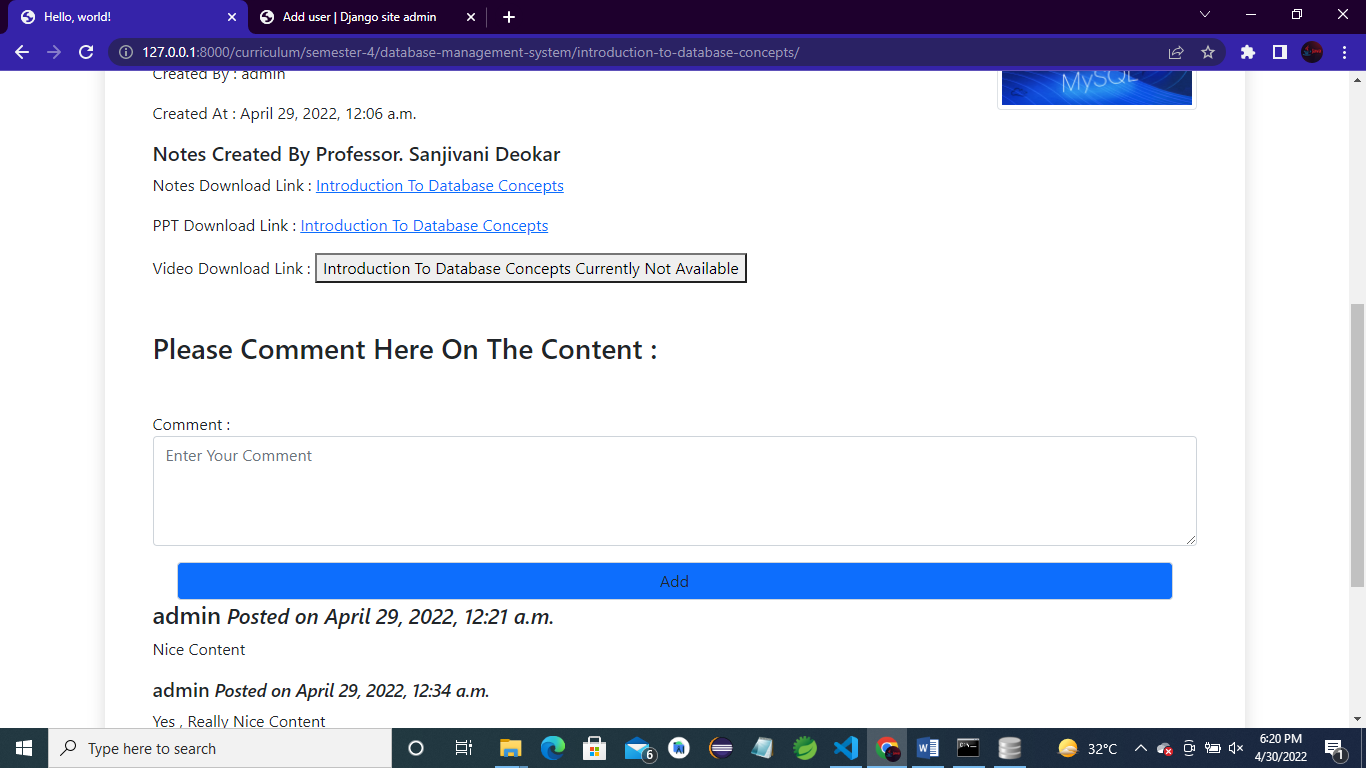 Hello, world!
Add user | Django site admin
127.0.0.1:8000/curriculum/semester-4/database-management-system/introduction-to-database-concepts/
Created By : admin
MySQL
Created At : April 29, 2022, 12:06 a.m.
Notes Created By Professor. Sanjivani Deokar
Notes Download Link : Introduction To Database Concepts
PPT Download Link : Introduction To Database Concepts
Video Download Link : Introduction To Database Concepts Currently Not Available
Please Comment Here On The Content :
Comment :
Enter Your Comment
Add
admin Posted on April 29, 2022, 12:21 a.m.
Nice Content
admin Posted on April 29, 2022, 12:34 a.m.
Yes , Really Nice Content
Type here to search
6
32°C
6:20 PM
4/30/2022
1